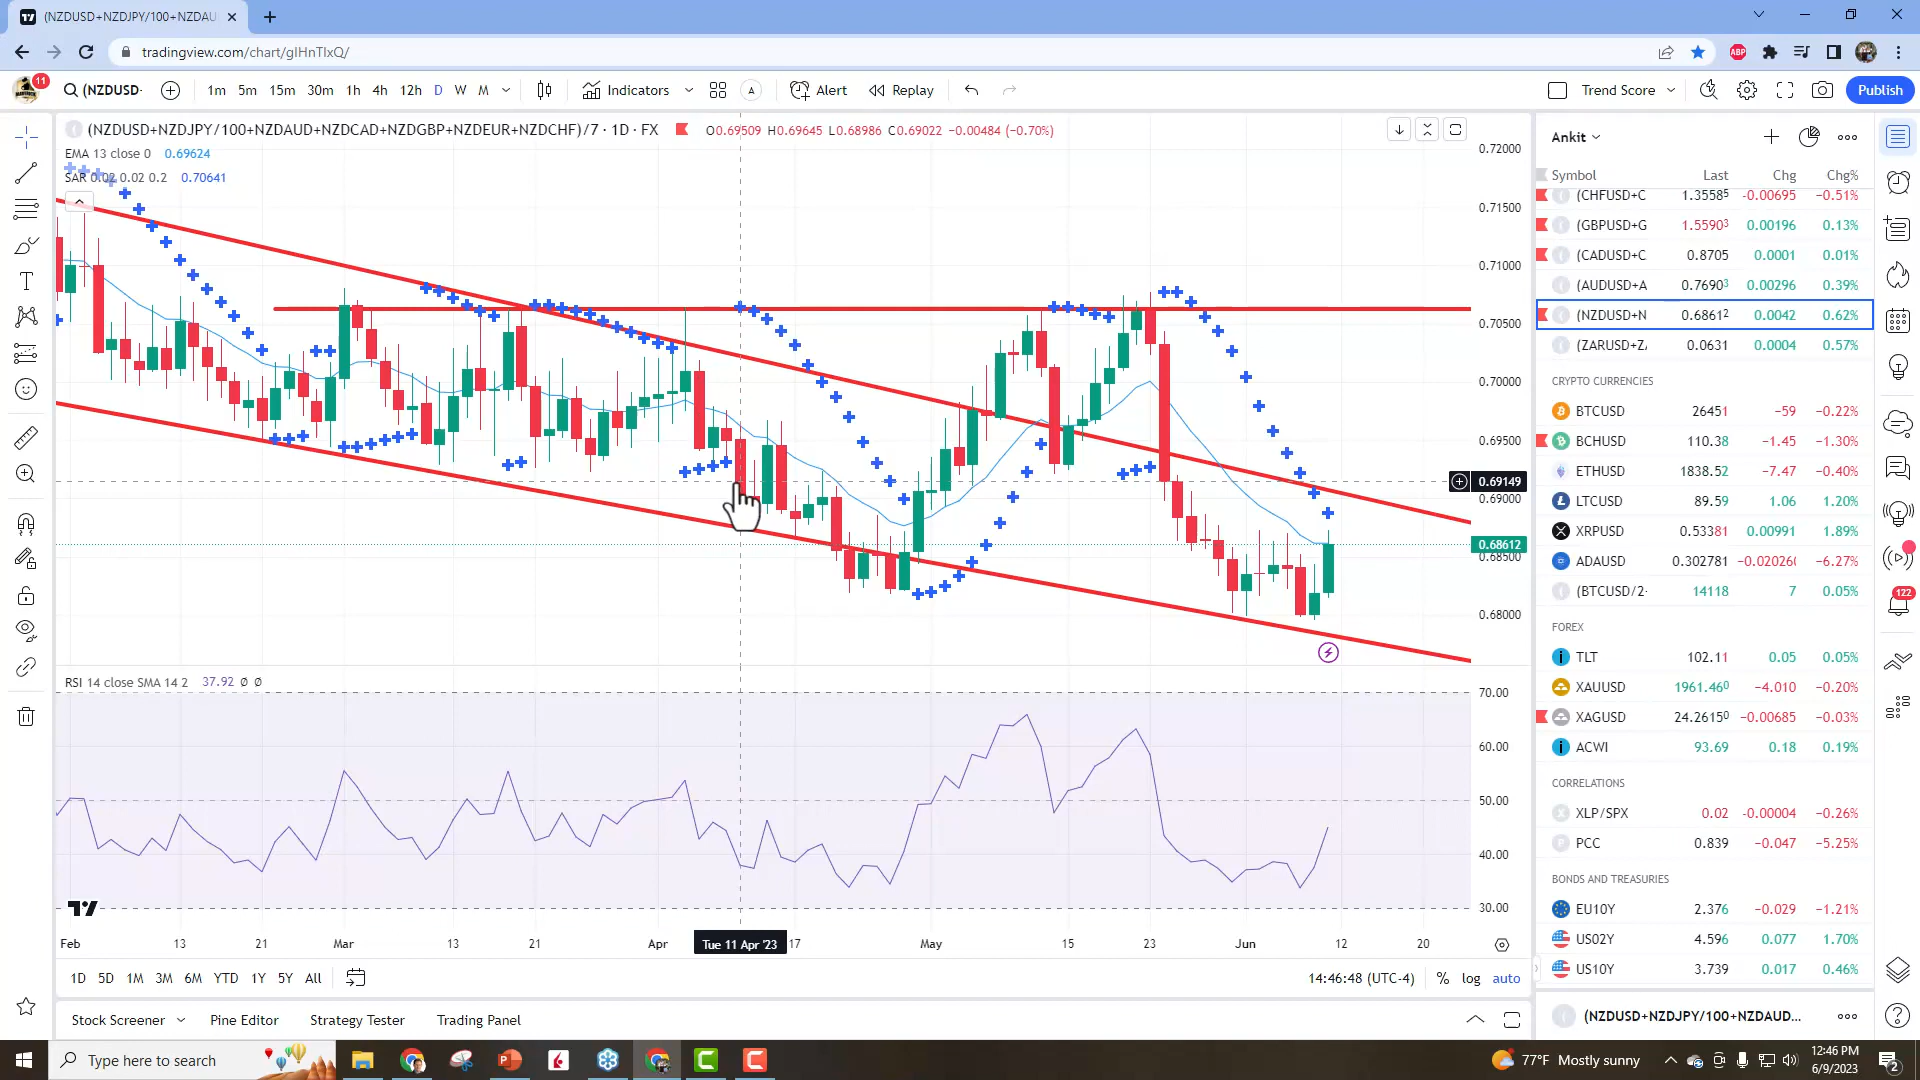 (NZDUSD+NZDJPY/100+NZDAU
tradingview.com/chart/gIHnTIxQ/
ABP
11
(NZDUSD·
1m 5m 15m 30m 1h 4h 12h D W M
Indicators
A
Alert
Replay
Trend Score
Publish
(NZDUSD+NZDJPY/100+NZDAUD+NZDCAD+NZDGBP+NZDEUR+NZDCHF)/7 · 1D · FX
O0.69509 H0.69645 L0.68986 C0.69022 −0.00484 (−0.70%)
EMA 13 close 0 0.69624
SAR 0.02 0.02 0.2 0.70641
0.72000
0.71500
0.71000
0.70500
0.70000
0.69500
0.69149
0.69000
0.68612
0.68500
0.68000
RSI 14 close SMA 14 2 37.92 Ø Ø
70.00
60.00
50.00
40.00
30.00
Feb 13 21 Mar 13 21 Apr Tue 11 Apr '23 17 May 15 23 Jun 12 20
1D 5D 1M 3M 6M YTD 1Y 5Y All
14:46:48 (UTC-4) % log auto
Stock Screener Pine Editor Strategy Tester Trading Panel
Ankit
Symbol Last Chg Chg%
(CHFUSD+C 1.35585 -0.00695 −0.51%
(GBPUSD+G 1.55903 0.00196 0.13%
(CADUSD+C 0.8705 0.0001 0.01%
(AUDUSD+A 0.76903 0.00296 0.39%
(NZDUSD+N 0.68612 0.0042 0.62%
(ZARUSD+Z 0.0631 0.0004 0.57%
CRYPTO CURRENCIES
BTCUSD 26451 −59 −0.22%
BCHUSD 110.38 −1.45 −1.30%
ETHUSD 1838.52 −7.47 −0.40%
LTCUSD 89.59 1.06 1.20%
XRPUSD 0.53381 0.00991 1.89%
ADAUSD 0.302781 -0.020260 −6.27%
(BTCUSD/2· 14118 7 0.05%
FOREX
TLT 102.11 0.05 0.05%
XAUUSD 1961.460 −4.010 −0.20%
XAGUSD 24.26150 -0.00685 −0.03%
ACWI 93.69 0.18 0.19%
CORRELATIONS
XLP/SPX 0.02 -0.00004 −0.26%
PCC 0.839 −0.047 −5.25%
BONDS AND TREASURIES
EU10Y 2.376 −0.029 −1.21%
US02Y 4.596 0.077 1.70%
US10Y 3.739 0.017 0.46%
(NZDUSD+NZDJPY/100+NZDAUD...
122
Type here to search
77°F Mostly sunny
12:46 PM
6/9/2023
2